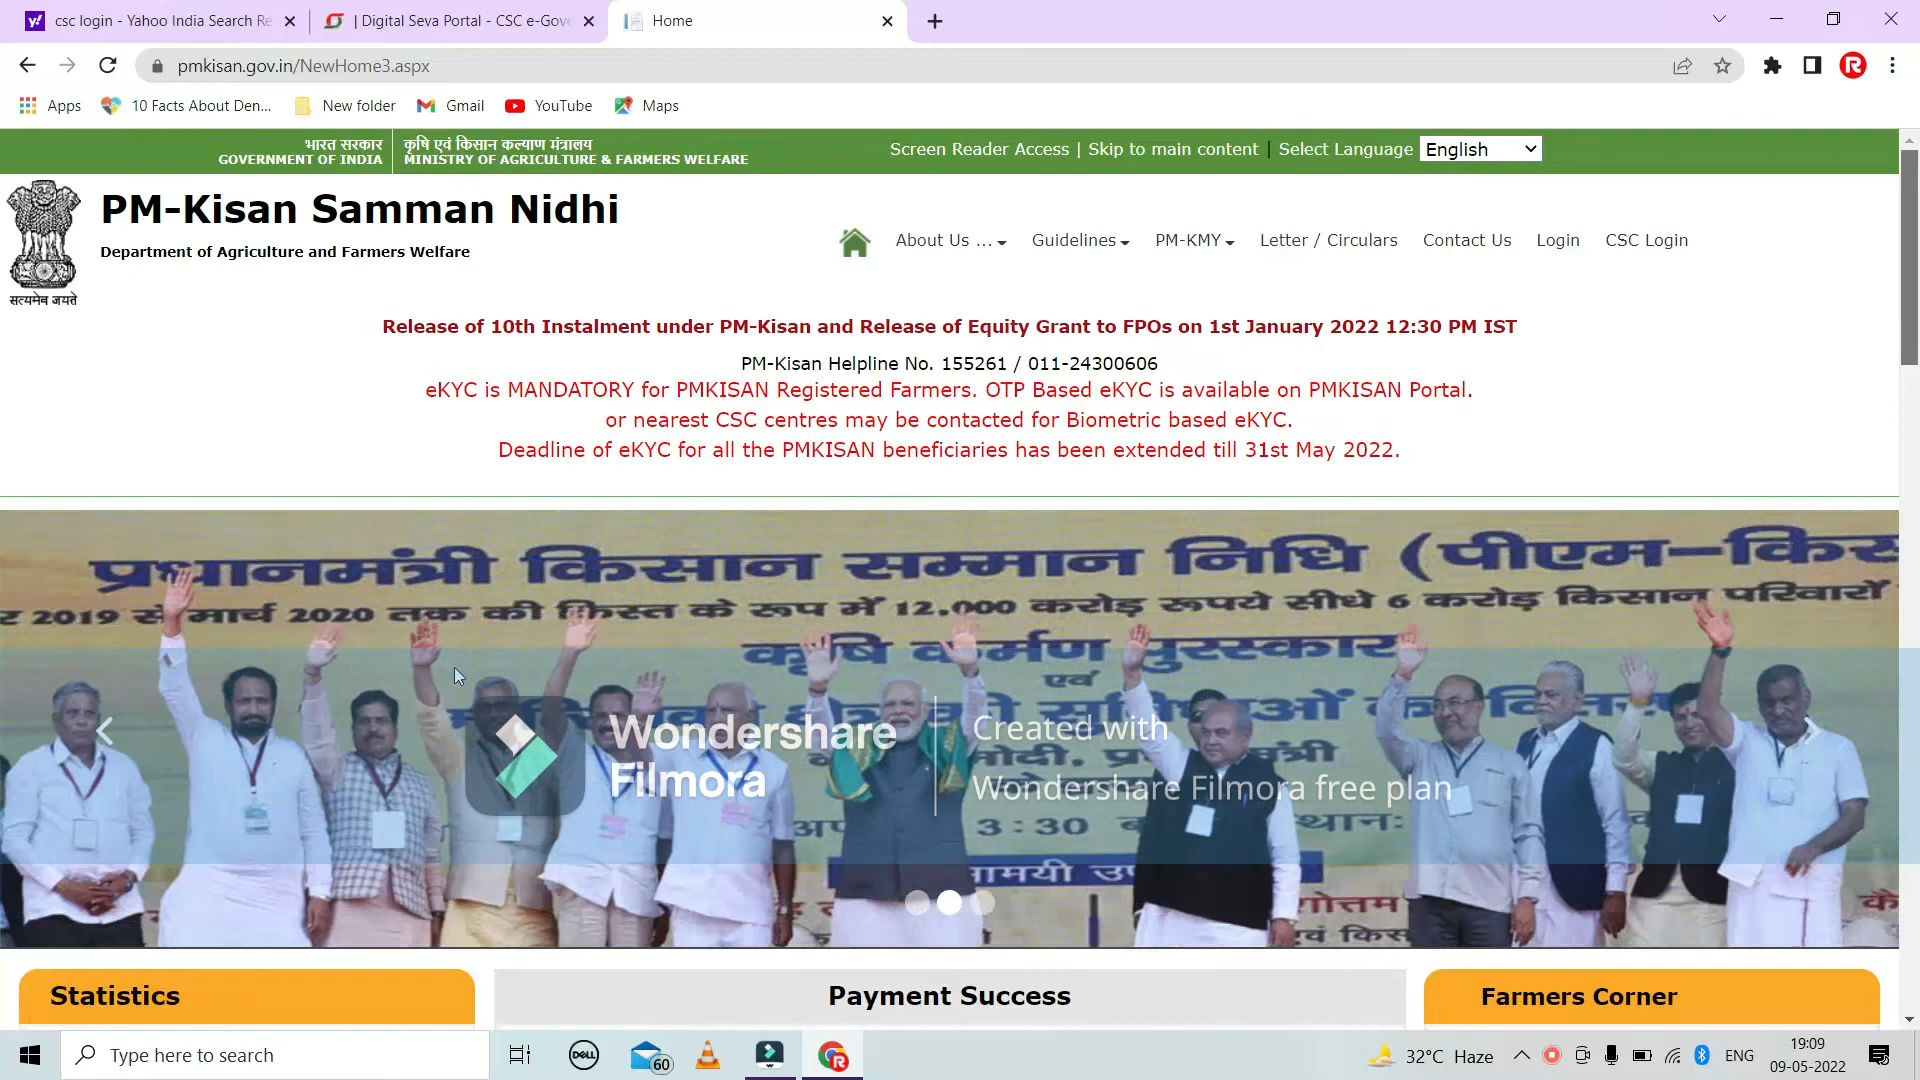 csc login - Yahoo India Search Re
| Digital Seva Portal - CSC e-Gove
Home
pmkisan.gov.in/NewHome3.aspx
Apps
10 Facts About Den...
New folder
Gmail
YouTube
Maps
भारत सरकार
GOVERNMENT OF INDIA
कृषि एवं किसान कल्याण मंत्रालय
MINISTRY OF AGRICULTURE & FARMERS WELFARE
Screen Reader Access | Skip to main content | Select Language English
सत्यमेव जयते
PM-Kisan Samman Nidhi
Department of Agriculture and Farmers Welfare
About Us ... Guidelines PM-KMY Letter / Circulars Contact Us Login CSC Login
Release of 10th Instalment under PM-Kisan and Release of Equity Grant to FPOs on 1st January 2022 12:30 PM IST
PM-Kisan Helpline No. 155261 / 011-24300606
eKYC is MANDATORY for PMKISAN Registered Farmers. OTP Based eKYC is available on PMKISAN Portal.
or nearest CSC centres may be contacted for Biometric based eKYC.
Deadline of eKYC for all the PMKISAN beneficiaries has been extended till 31st May 2022.
प्रधानमंत्री किसान सम्मान निधि (पीएम-किस
र 2019 से मार्च 2020 तक की किस्त के रूप में 12,000 करोड़ रूपये सीधे 6 करोड़ किसान परिवारों
कृषि कर्मण पुरस्कार
एवं
की सुविधाओं का वितरण
मोदी, प्र
3:30
Wondershare
Filmora
Created with
Wondershare Filmora free plan
Statistics
Payment Success
Farmers Corner
Type here to search
DELL
60
32°C Haze
ENG
19:09
09-05-2022